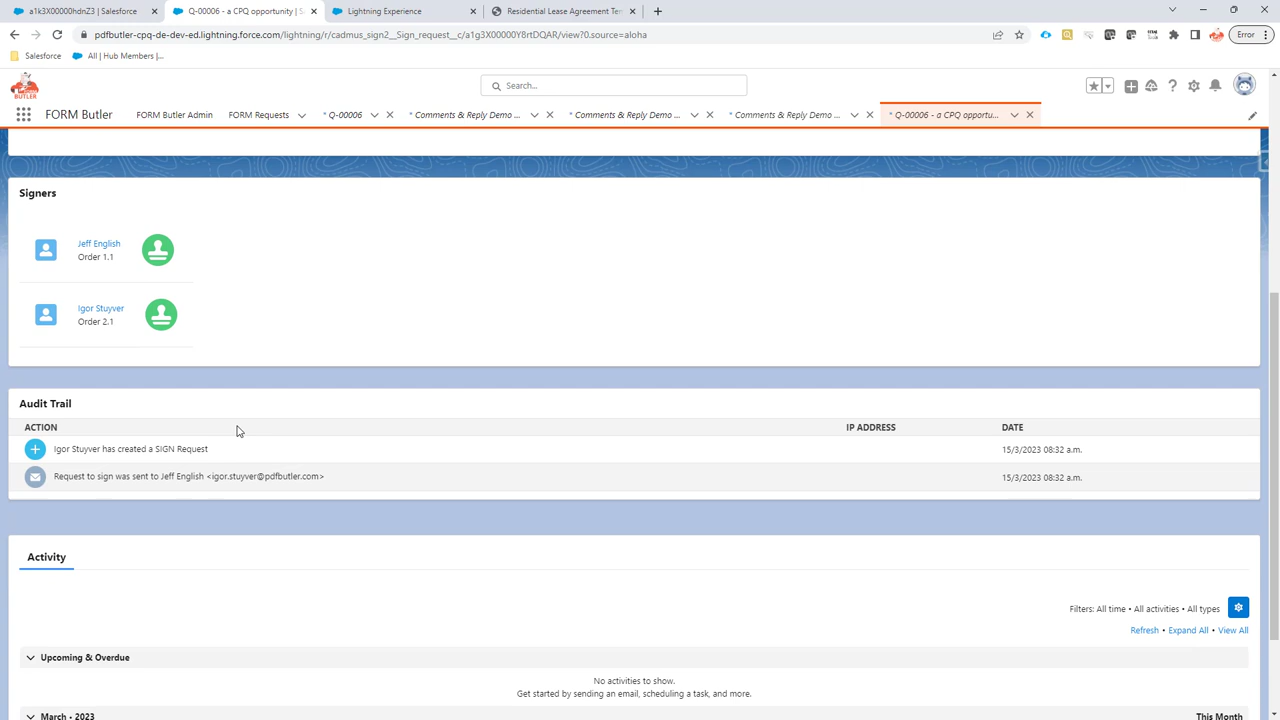 a1k3X00000hdnZ3 | Salesforce
Q-00006 - a CPQ opportunity | S
Lightning Experience
Residential Lease Agreement Tem
pdfbutler-cpq-de-dev-ed.lightning.force.com/lightning/r/cadmus_sign2__Sign_request__c/a1g3X00000Y8rtDQAR/view?0.source=aloha
Error
Salesforce
All | Hub Members |...
BUTLER
Search...
FORM Butler
FORM Butler Admin
FORM Requests
* Q-00006
* Comments & Reply Demo ...
* Comments & Reply Demo ...
* Comments & Reply Demo ...
* Q-00006 - a CPQ opportu...
Signers
Jeff English
Order 1.1
Igor Stuyver
Order 2.1
Audit Trail
ACTION IP ADDRESS DATE
Igor Stuyver has created a SIGN Request 15/3/2023 08:32 a.m.
Request to sign was sent to Jeff English <igor.stuyver@pdfbutler.com> 15/3/2023 08:32 a.m.
Activity
Filters: All time • All activities • All types
Refresh • Expand All • View All
Upcoming & Overdue
No activities to show.
Get started by sending an email, scheduling a task, and more.
March • 2023 This Month